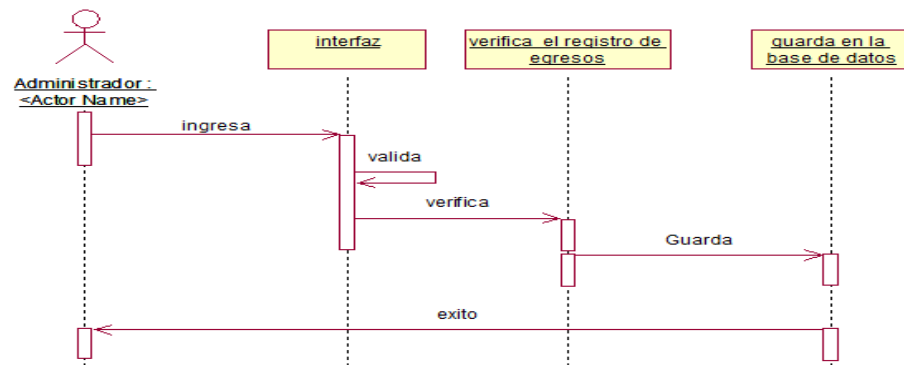 interfaz
verifica el registro de
egresos
guarda en la
base de datos
Administrador :
<Actor Name>
ingresa
valida
verifica
Guarda
exito